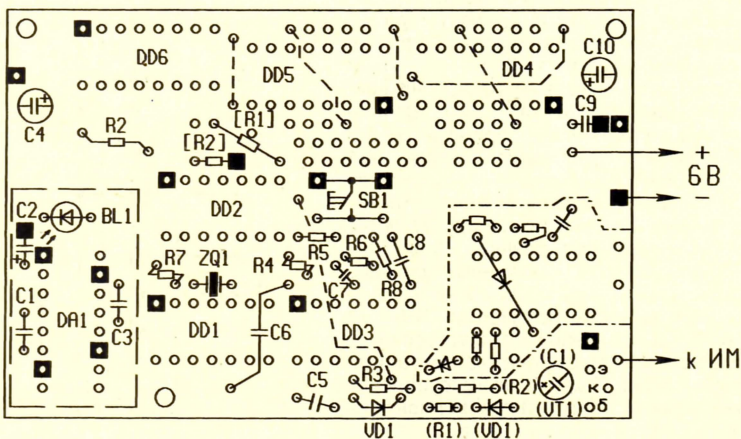 C10
DD6
DD5
DD4
C4
C9
R2
[R1]
[R2]
+
6В
-
SB1
DD2
C2
BL1
R7
ZQ1
R4
R5
R6
C8
C7
R8
C1
DA1
C3
DD1
C6
DD3
k ИМ
(C1)
э
R3
(R2)
к
C5
(VT1)
б
VD1
(R1)
(VD1)